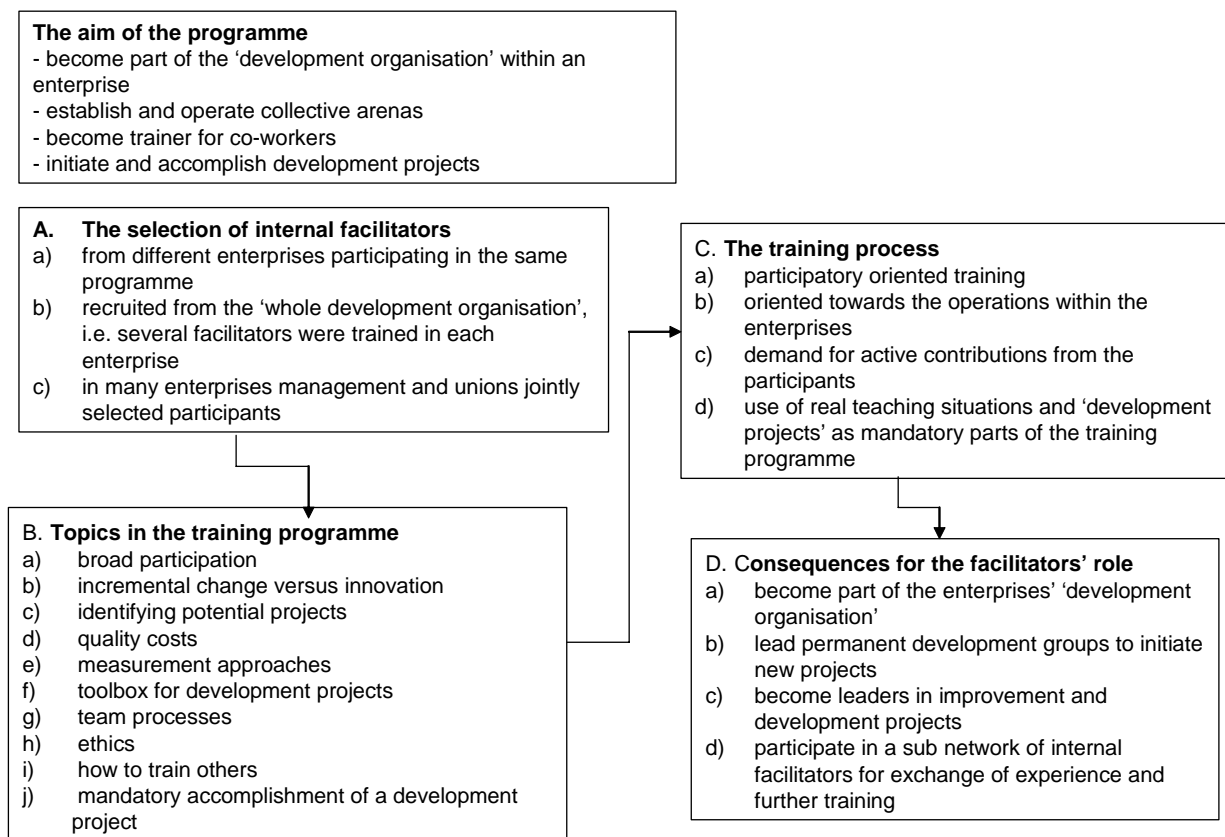 The aim of the programme
- become part of the ‘development organisation’ within an
enterprise
- establish and operate collective arenas
- become trainer for co-workers
- initiate and accomplish development projects
A. The selection of internal facilitators
a) from different enterprises participating in the same
programme
b) recruited from the ‘whole development organisation’,
i.e. several facilitators were trained in each
enterprise
c) in many enterprises management and unions jointly
selected participants
B. Topics in the training programme
a) broad participation
b) incremental change versus innovation
c) identifying potential projects
d) quality costs
e) measurement approaches
f) toolbox for development projects
g) team processes
h) ethics
i) how to train others
j) mandatory accomplishment of a development
project
C. The training process
a) participatory oriented training
b) oriented towards the operations within the
enterprises
c) demand for active contributions from the
participants
d) use of real teaching situations and ‘development
projects’ as mandatory parts of the training
programme
D. Consequences for the facilitators’ role
a) become part of the enterprises’ ‘development
organisation’
b) lead permanent development groups to initiate
new projects
c) become leaders in improvement and
development projects
d) participate in a sub network of internal
facilitators for exchange of experience and
further training